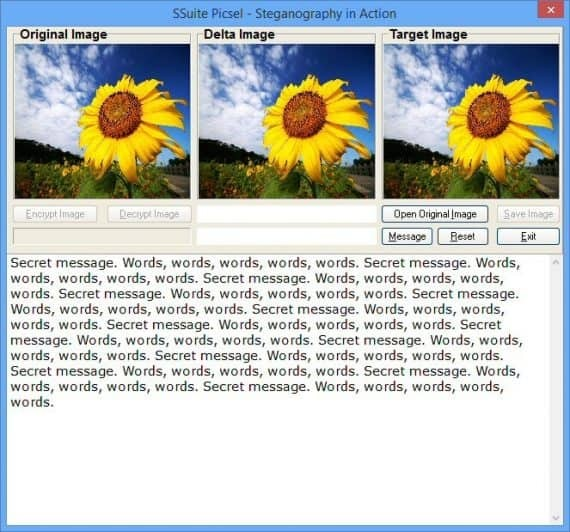 SSuite Picsel - Steganography in Action
Original Image
Delta Image
Target Image
Encrypt Image
Decrypt Image
Open Original Image
Save Image
Message
Reset
Exit
Secret message. Words, words, words, words, words. Secret message. Words,
words, words, words, words. Secret message. Words, words, words, words,
words. Secret message. Words, words, words, words, words. Secret message.
Words, words, words, words, words. Secret message. Words, words, words,
words, words. Secret message. Words, words, words, words, words. Secret
message. Words, words, words, words, words. Secret message. Words, words,
words, words, words. Secret message. Words, words, words, words, words.
Secret message. Words, words, words, words, words. Secret message. Words,
words, words, words, words. Secret message. Words, words, words, words,
words.